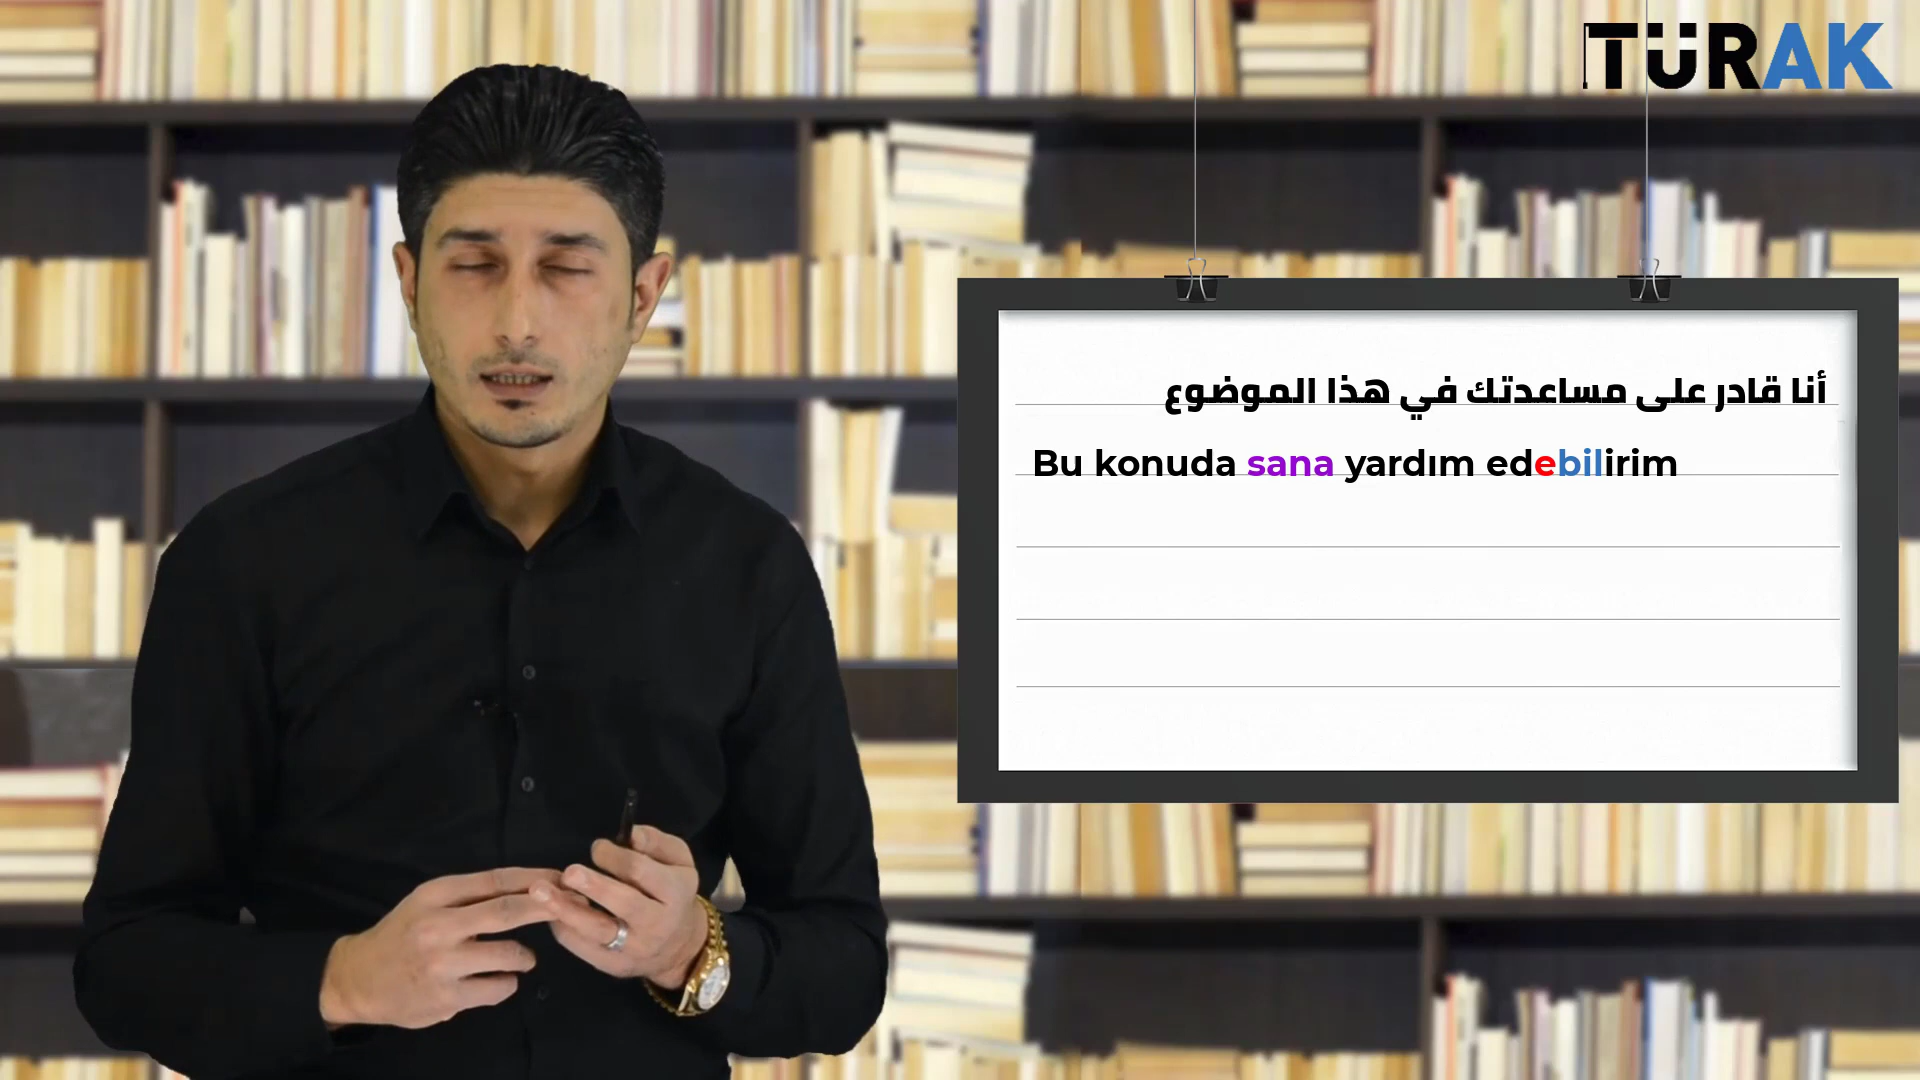 TÜRAK
أنا قادر على مساعدتك في هذا الموضوع
Bu konuda sana yardım edebilirim